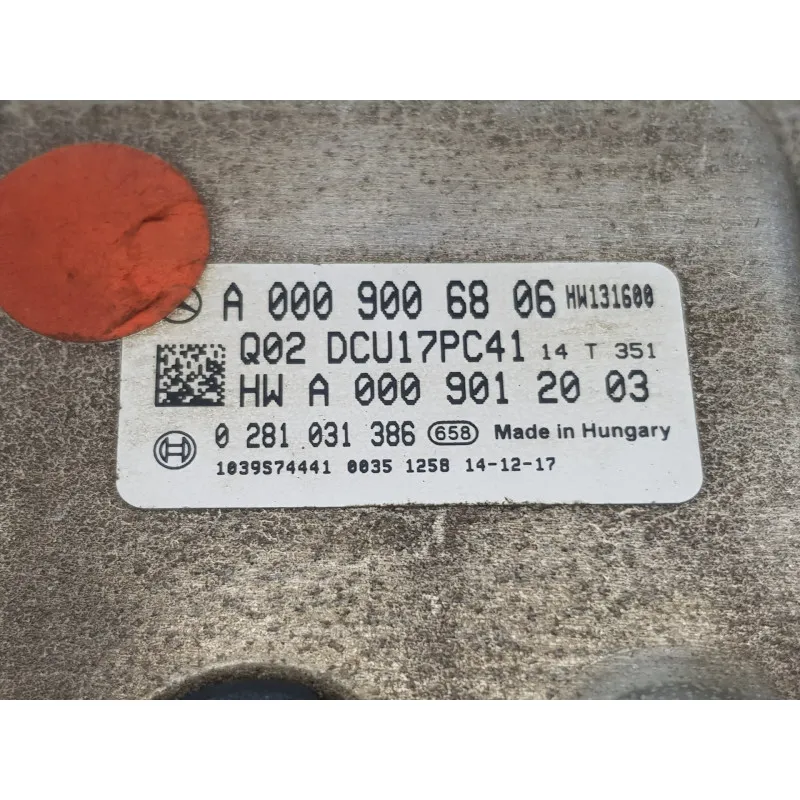 A 000 900 68 06 HW131600
Q02 DCU17PC41 14 T 351
HW A 000 901 20 03
0 281 031 386 658 Made in Hungary
1039S74441 0035 1258 14-12-17